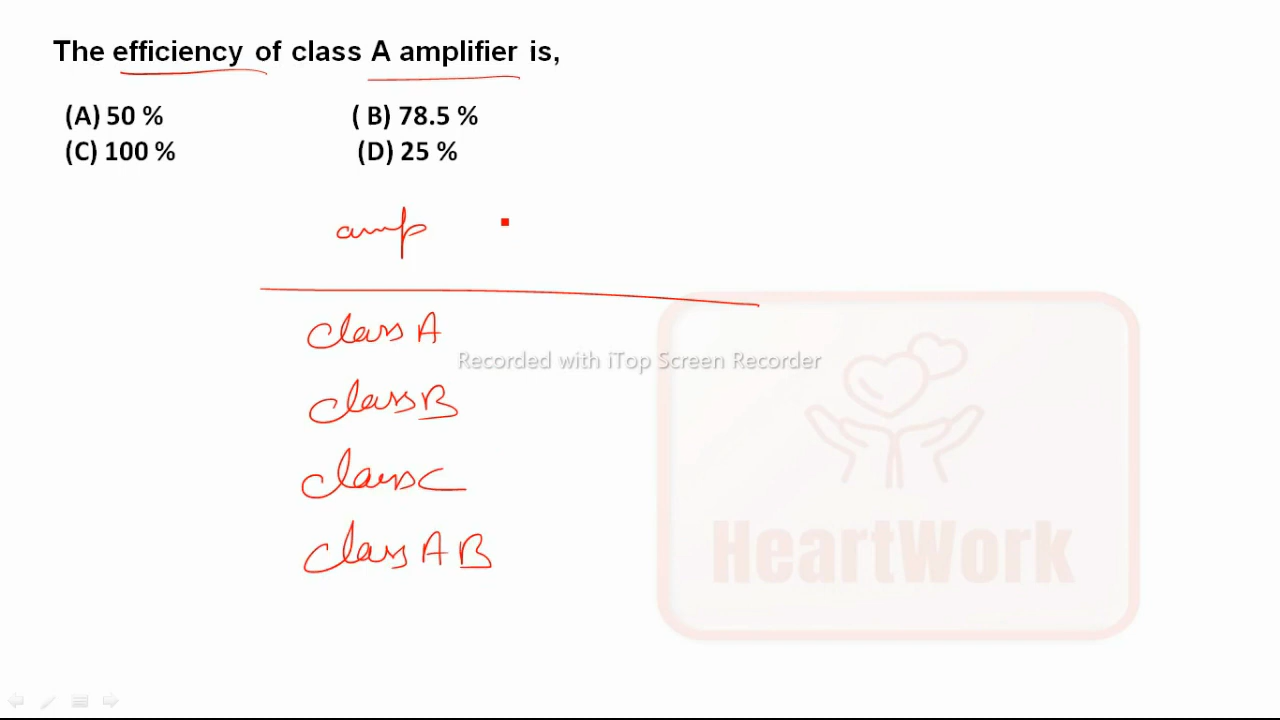 The efficiency of class A amplifier is,
(A) 50 % ( B) 78.5 %
(C) 100 % (D) 25 %
amp
class A
Recorded with iTop Screen Recorder
class B
class C
class AB
HeartWork